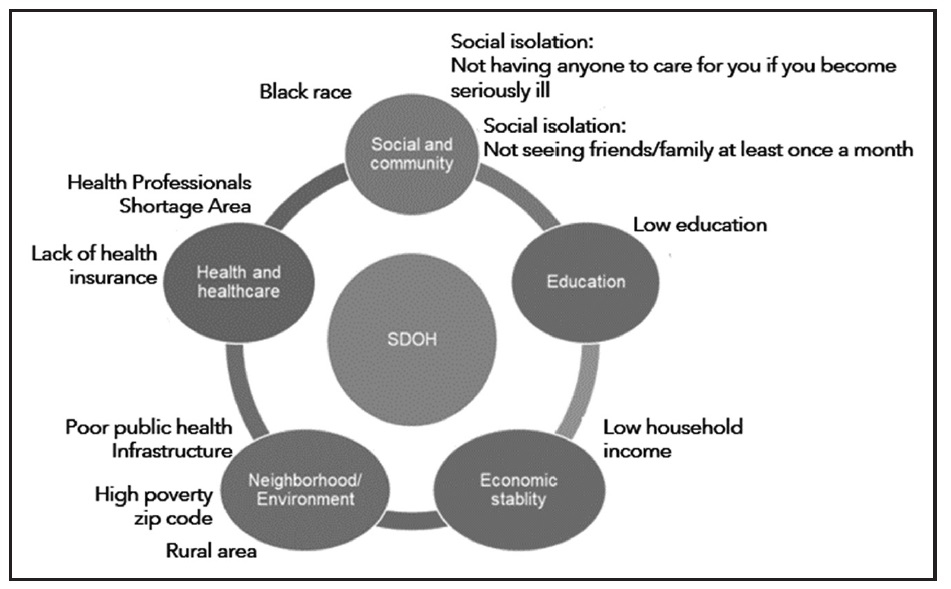 Social isolation:
Not having anyone to care for you if you become
seriously ill
Black race
Social and
community
Social isolation:
Not seeing friends/family at least once a month
Health Professionals
Shortage Area
Low education
Lack of health
insurance
Health and
healthcare
Education
SDOH
Poor public health
Infrastructure
Low household
income
Neighborhood/
Environment
Economic
stablity
High poverty
zip code
Rural area